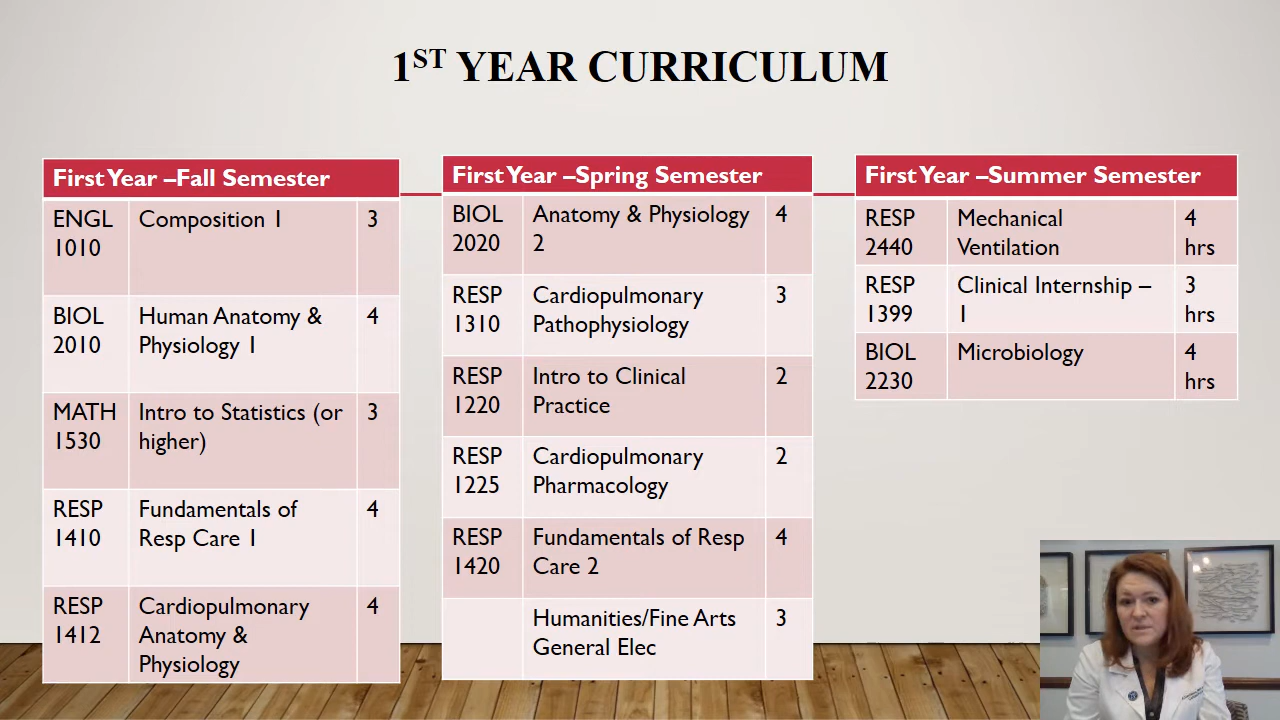 1ST YEAR CURRICULUM
First Year –Fall Semester
ENGL Composition 1 3
1010
BIOL Human Anatomy & 4
2010 Physiology 1
MATH Intro to Statistics (or 3
1530 higher)
RESP Fundamentals of 4
1410 Resp Care 1
RESP Cardiopulmonary 4
1412 Anatomy &
Physiology
First Year –Spring Semester
BIOL Anatomy & Physiology 4
2020 2
RESP Cardiopulmonary 3
1310 Pathophysiology
RESP Intro to Clinical 2
1220 Practice
RESP Cardiopulmonary 2
1225 Pharmacology
RESP Fundamentals of Resp 4
1420 Care 2
Humanities/Fine Arts 3
General Elec
First Year –Summer Semester
RESP Mechanical 4
2440 Ventilation hrs
RESP Clinical Internship – 3
1399 1 hrs
BIOL Microbiology 4
2230 hrs